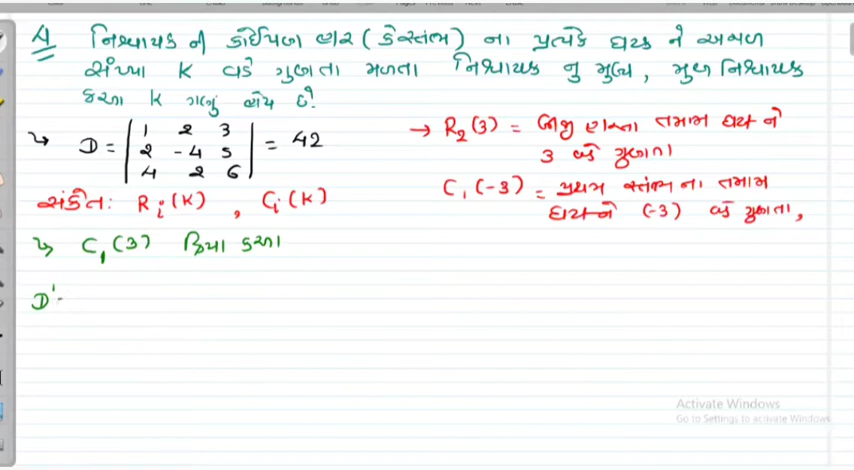 4 નિશ્ચાયક ની કોઈપણ હાર ( કે સ્તંભ ) ના પ્રત્યેક ઘટક ને અચળ
સંખ્યા K વડે ગુણતા મળતા નિશ્ચાયક નું મૂલ્ય , મુળ નિશ્ચાયક
કરતા K ગણું હોય છે.
→ D = | 1 2 3 |
| 2 -4 5 | = 42
| 4 2 6 |
સંકેત: Ri (K) , Ci (K)
→ R2 (3) = બીજી હારના તમામ ઘટક ને
3 વડે ગુણતા
C1 (-3) = પ્રથમ સ્તંભ ના તમામ
ઘટકને (-3) વડે ગુણતા,
→ C1 (3) ક્રિયા કરતા
D' =
Activate Windows
Go to Settings to activate Windows